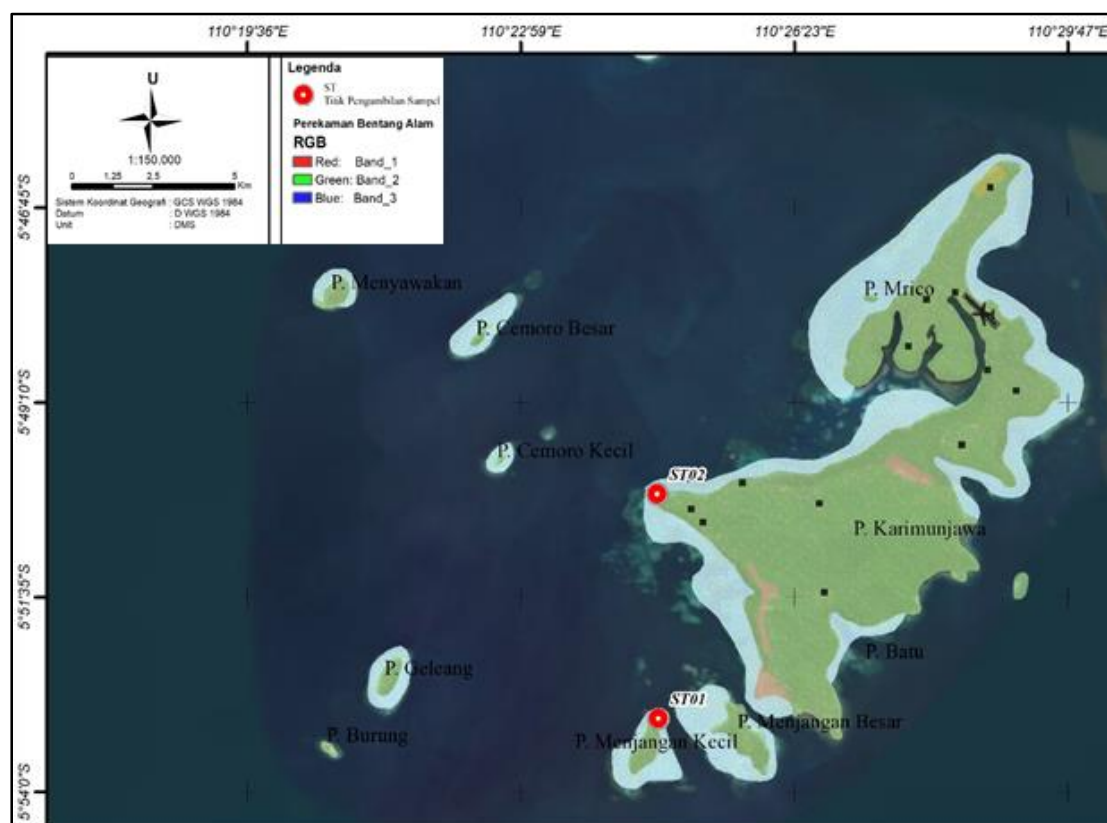 110°19'36"E 110°22'59"E 110°26'23"E 110°29'47"E
U
1:150.000
0 1.25 2.5 5
Km
Sistem Koordinat Geografi : GCS WGS 1984
Datum : D WGS 1984
Unit : DMS
Legenda
ST
Titik Pengambilan Sampel
Perekaman Bentang Alam
RGB
Red: Band_1
Green: Band_2
Blue: Band_3
5°46'45"S
5°49'10"S
5°51'35"S
5°54'0"S
P. Menyawakan
P. Mrico
P. Cemoro Besar
P. Cemoro Kecil
ST02
P. Karimunjawa
P. Batu
P. Geleang
ST01
P. Menjangan Besar
P. Burung
P. Menjangan Kecil